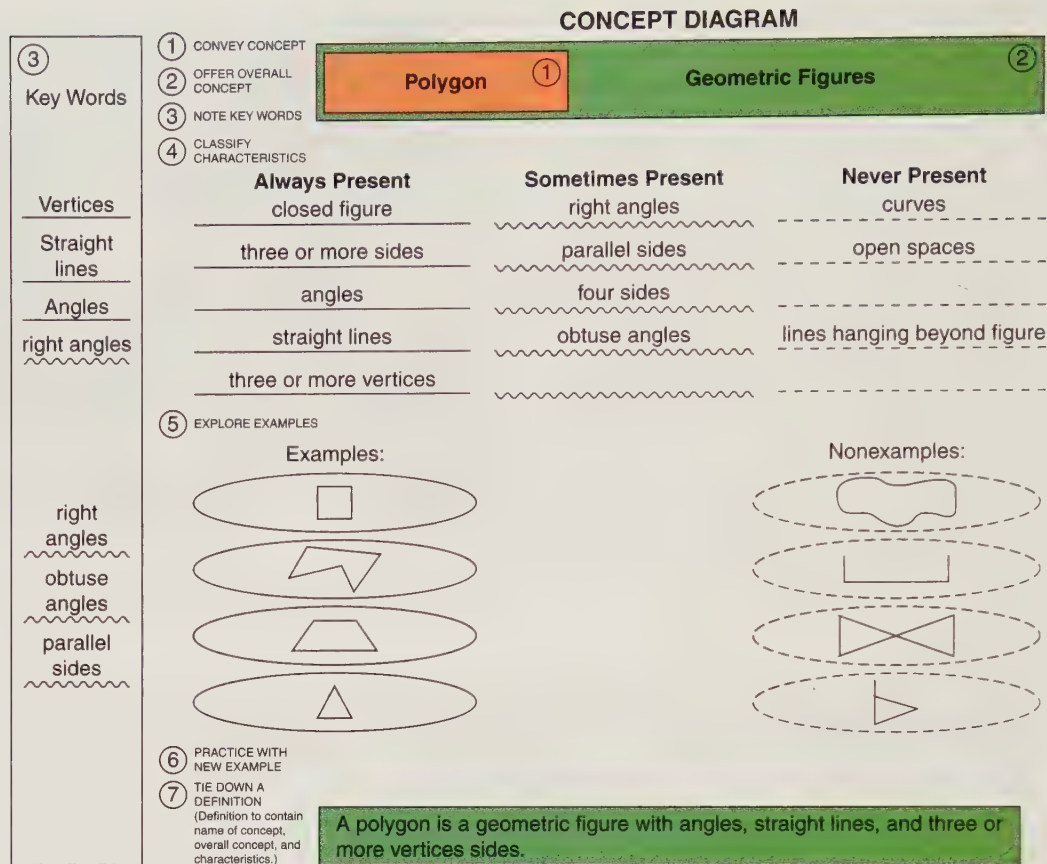 CONCEPT DIAGRAM
3
Key Words
Vertices
Straight
lines
Angles
right angles
right
angles
obtuse
angles
parallel
sides
1 CONVEY CONCEPT
2 OFFER OVERALL
CONCEPT
3 NOTE KEY WORDS
4 CLASSIFY
CHARACTERISTICS
Polygon 1
Geometric Figures 2
Always Present Sometimes Present Never Present
closed figure right angles curves
three or more sides parallel sides open spaces
angles four sides
straight lines obtuse angles lines hanging beyond figure
three or more vertices
5 EXPLORE EXAMPLES
Examples: Nonexamples:
6 PRACTICE WITH
NEW EXAMPLE
7 TIE DOWN A
DEFINITION
(Definition to contain
name of concept,
overall concept, and
characteristics.)
A polygon is a geometric figure with angles, straight lines, and three or
more vertices sides.